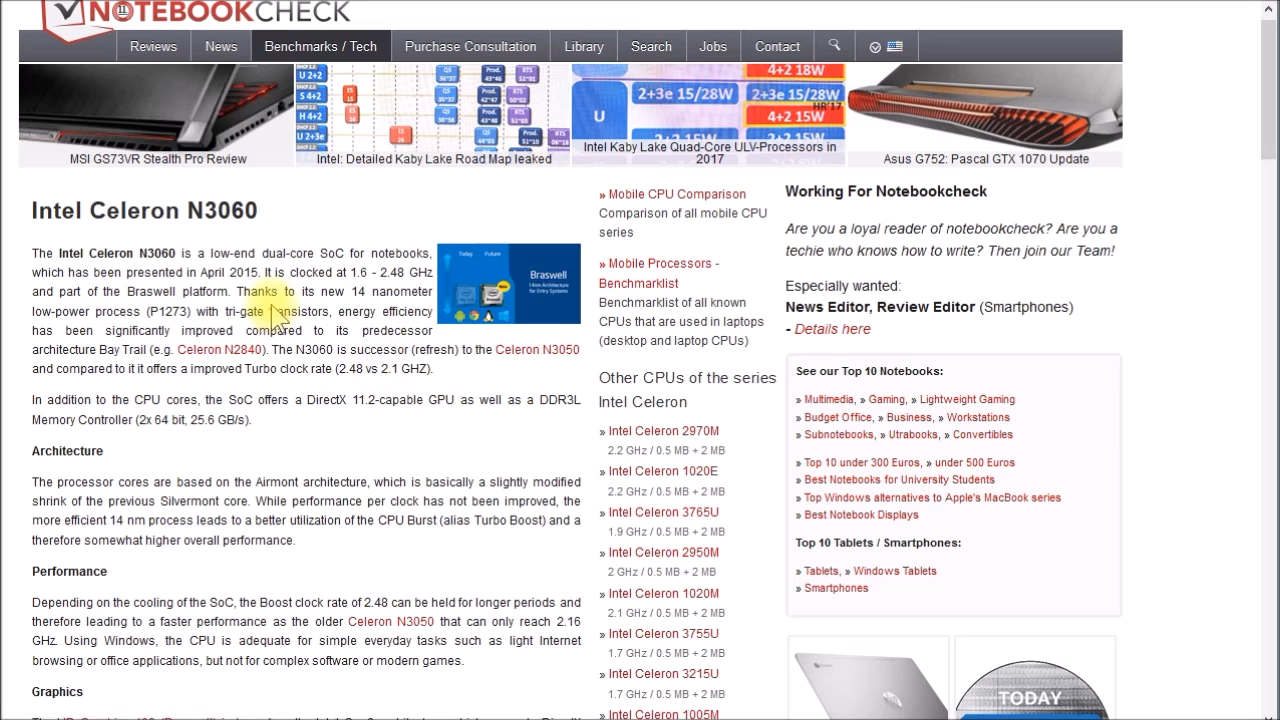 NOTEBOOKCHECK
Reviews
News
Benchmarks / Tech
Purchase Consultation
Library
Search
Jobs
Contact
4+2 18W
2+3e 15/28W
2+3e 15/28W
U
HR'17
4+2 15W
MSI GS73VR Stealth Pro Review
Intel: Detailed Kaby Lake Road Map leaked
Intel Kaby Lake Quad-Core ULV-Processors in
2017
Asus G752: Pascal GTX 1070 Update
Intel Celeron N3060
The Intel Celeron N3060 is a low-end dual-core SoC for notebooks,
which has been presented in April 2015. It is clocked at 1.6 - 2.48 GHz
and part of the Braswell platform. Thanks to its new 14 nanometer
low-power process (P1273) with tri-gate transistors, energy efficiency
has been significantly improved compared to its predecessor
architecture Bay Trail (e.g. Celeron N2840). The N3060 is successor (refresh) to the Celeron N3050
and compared to it it offers a improved Turbo clock rate (2.48 vs 2.1 GHZ).
Today Future
Braswell
In addition to the CPU cores, the SoC offers a DirectX 11.2-capable GPU as well as a DDR3L
Memory Controller (2x 64 bit, 25.6 GB/s).
Architecture
The processor cores are based on the Airmont architecture, which is basically a slightly modified
shrink of the previous Silvermont core. While performance per clock has not been improved, the
more efficient 14 nm process leads to a better utilization of the CPU Burst (alias Turbo Boost) and a
therefore somewhat higher overall performance.
Performance
Depending on the cooling of the SoC, the Boost clock rate of 2.48 can be held for longer periods and
therefore leading to a faster performance as the older Celeron N3050 that can only reach 2.16
GHz. Using Windows, the CPU is adequate for simple everyday tasks such as light Internet
browsing or office applications, but not for complex software or modern games.
Graphics
» Mobile CPU Comparison
Comparison of all mobile CPU
series
» Mobile Processors -
Benchmarklist
Benchmarklist of all known
CPUs that are used in laptops
(desktop and laptop CPUs)
Other CPUs of the series
Intel Celeron
» Intel Celeron 2970M
2.2 GHz / 0.5 MB + 2 MB
» Intel Celeron 1020E
2.2 GHz / 0.5 MB + 2 MB
» Intel Celeron 3765U
1.9 GHz / 0.5 MB + 2 MB
» Intel Celeron 2950M
2 GHz / 0.5 MB + 2 MB
» Intel Celeron 1020M
2.1 GHz / 0.5 MB + 2 MB
» Intel Celeron 3755U
1.7 GHz / 0.5 MB + 2 MB
» Intel Celeron 3215U
1.7 GHz / 0.5 MB + 2 MB
» Intel Celeron 1005M
Working For Notebookcheck
Are you a loyal reader of notebookcheck? Are you a
techie who knows how to write? Then join our Team!
Especially wanted:
News Editor, Review Editor (Smartphones)
- Details here
See our Top 10 Notebooks:
» Multimedia, » Gaming, » Lightweight Gaming
» Budget Office, » Business, » Workstations
» Subnotebooks, » Utrabooks, » Convertibles
» Top 10 under 300 Euros, » under 500 Euros
» Best Notebooks for University Students
» Top Windows alternatives to Apple's MacBook series
» Best Notebook Displays
Top 10 Tablets / Smartphones:
» Tablets, » Windows Tablets
» Smartphones
TODAY